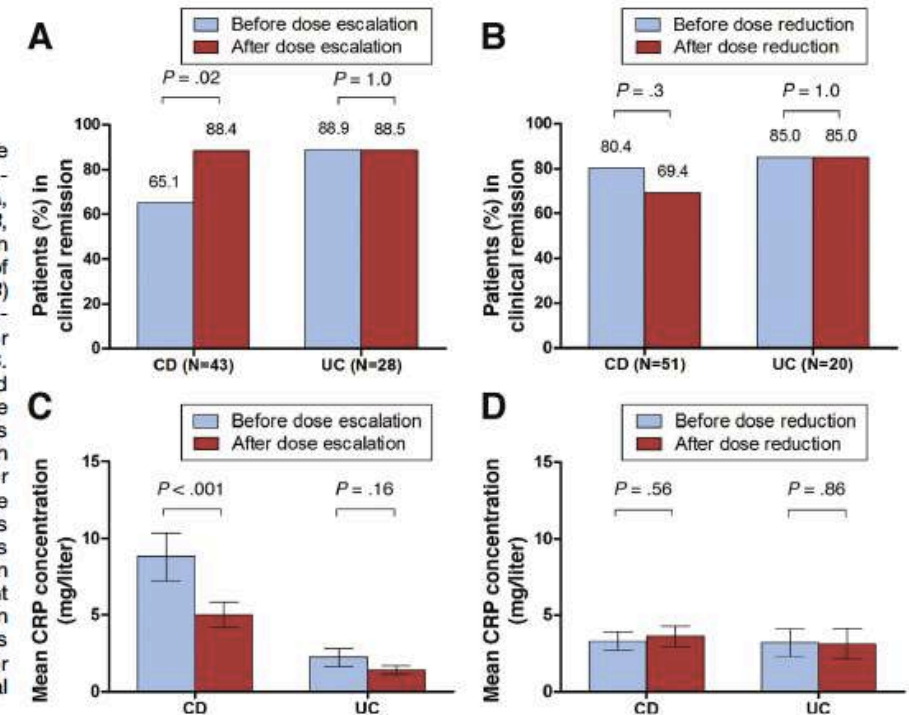 A
Before dose escalation
After dose escalation
P = .02
P = 1.0
Patients (%) in
clinical remission
100
80
60
40
20
0
65.1
88.4
88.9
88.5
CD (N=43)
UC (N=28)
B
Before dose reduction
After dose reduction
P = .3
P = 1.0
Patients (%) in
clinical remission
100
80
60
40
20
0
80.4
69.4
85.0
85.0
CD (N=51)
UC (N=20)
C
Before dose escalation
After dose escalation
P < .001
P = .16
Mean CRP concentration
(mg/liter)
15
10
5
0
CD
UC
D
Before dose reduction
After dose reduction
P = .56
P = .86
Mean CRP concentration
(mg/liter)
15
10
5
0
CD
UC